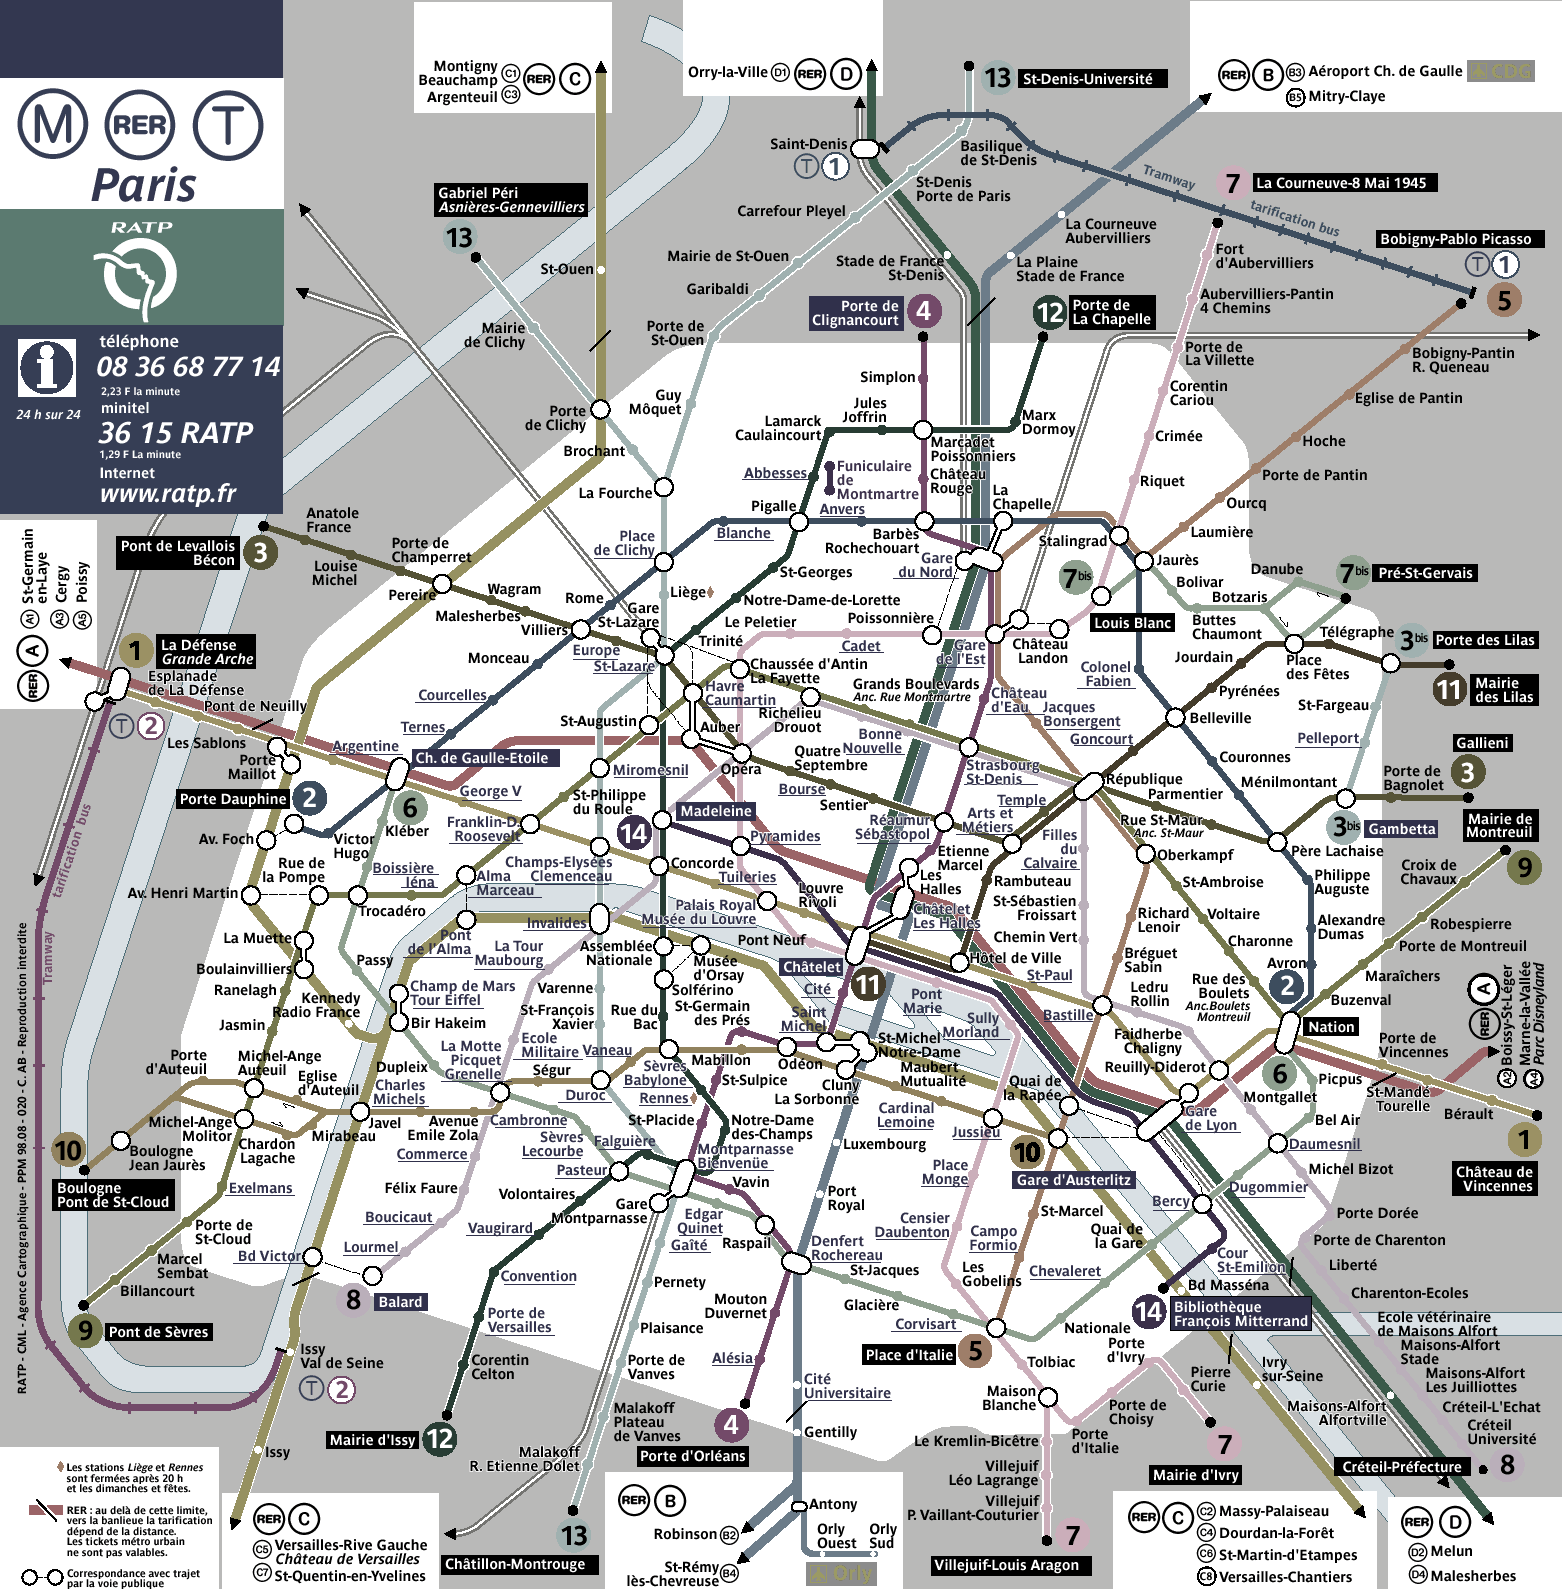 M RER T
Paris
RATP
téléphone
08 36 68 77 14
2,23 F la minute
24 h sur 24
minitel
36 15 RATP
1,29 F La minute
Internet
www.ratp.fr
Montigny
Beauchamp
Argenteuil
C1
C3
RER C
Orry-la-Ville D1 RER D
13 St-Denis-Université
RER B B3 Aéroport Ch. de Gaulle CDG
B5 Mitry-Claye
Saint-Denis
T 1
Basilique
de St-Denis
Tramway
tarification bus
7 La Courneuve-8 Mai 1945
St-Denis
Porte de Paris
Gabriel Péri
Asnières-Gennevilliers
13
Carrefour Pleyel
La Courneuve
Aubervilliers
Bobigny-Pablo Picasso
T 1
5
Fort
d'Aubervilliers
Mairie de St-Ouen
Stade de France
St-Denis
La Plaine
Stade de France
St-Ouen
Garibaldi
Aubervilliers-Pantin
4 Chemins
Porte de
Clignancourt
4
12
Porte de
La Chapelle
Mairie
de Clichy
Porte de
St-Ouen
Porte de
La Villette
Bobigny-Pantin
R. Queneau
Simplon
Corentin
Cariou
Eglise de Pantin
Guy
Môquet
Jules
Joffrin
Porte
de Clichy
Lamarck
Caulaincourt
Marx
Dormoy
Marcadet
Poissonniers
Crimée
Hoche
Brochant
Abbesses
Funiculaire
de
Montmartre
Château
Rouge
Riquet
Porte de Pantin
La Fourche
Pigalle
Anvers
La
Chapelle
Ourcq
Anatole
France
Place
de Clichy
Blanche
Barbès
Rochechouart
Stalingrad
Laumière
Pont de Levallois
Bécon
3
Louise
Michel
Porte de
Champerret
Gare
du Nord
Jaurès
St-Georges
7bis
Danube
7bis
Pré-St-Gervais
Bolivar
Botzaris
Pereire
Wagram
Malesherbes
Rome
Liège
Notre-Dame-de-Lorette
Louis Blanc
Villiers
Gare
St-Lazare
Le Peletier
Poissonnière
Buttes
Chaumont
Télégraphe
3bis
Porte des Lilas
Trinité
Cadet
Gare
de l'Est
Château
Landon
Europe
St-Lazare
Jourdain
Place
des Fêtes
Monceau
Chaussée d'Antin
La Fayette
Colonel
Fabien
11 Mairie
des Lilas
Courcelles
Havre
Caumartin
Grands Boulevards
Anc. Rue Montmartre
Château
d'Eau
Jacques
Bonsergent
Pyrénées
St-Fargeau
Ternes
St-Augustin
Auber
Richelieu
Drouot
Bonne
Nouvelle
Goncourt
Belleville
Pelleport
Gallieni
St-Germain
en-Laye
Cergy
Poissy
A1
A3
A5
RER A
1
La Défense
Grande Arche
Esplanade
de La Défense
T 2
Pont de Neuilly
Les Sablons
Argentine
Porte
Maillot
Ch. de Gaulle-Etoile
Miromesnil
Opéra
Quatre
Septembre
Strasbourg
St-Denis
République
Couronnes
Porte de
Bagnolet
3
Porte Dauphine 2
6
Kléber
George V
St-Philippe
du Roule
Madeleine
Bourse
Sentier
Temple
Parmentier
Ménilmontant
Av. Foch
Victor
Hugo
Franklin-D.
Roosevelt
14
Pyramides
Réaumur
Sébastopol
Arts et
Métiers
Rue St-Maur
Anc. St-Maur
3bis Gambetta
Mairie de
Montreuil
Rue de
la Pompe
Boissière
Iéna
Champs-Elysées
Clemenceau
Concorde
Tuileries
Etienne
Marcel
Filles
du
Calvaire
Oberkampf
Père Lachaise
Croix de
Chavaux
9
Av. Henri Martin
Trocadéro
Alma
Marceau
Palais Royal
Musée du Louvre
Louvre
Rivoli
Les
Halles
Rambuteau
St-Ambroise
Philippe
Auguste
Invalides
Châtelet
Les Halles
St-Sébastien
Froissart
Richard
Lenoir
Voltaire
Alexandre
Dumas
Robespierre
La Muette
Pont
de l'Alma
La Tour
Maubourg
Assemblée
Nationale
Pont Neuf
Châtelet
Hôtel de Ville
Chemin Vert
Charonne
Porte de Montreuil
Boulainvilliers
Passy
Musée
d'Orsay
11
St-Paul
Bréguet
Sabin
Avron
Maraîchers
Ranelagh
Champ de Mars
Tour Eiffel
Varenne
Solférino
Cité
Pont
Marie
Ledru
Rollin
Rue des
Boulets
Anc.Boulets
Montreuil
2
Buzenval
Kennedy
Radio France
Bir Hakeim
St-François
Xavier
Rue du
Bac
St-Germain
des Prés
Saint
Michel
Sully
Morland
Bastille
Nation
RER A
A2 Boissy-St-Léger
A4 Marne-la-Vallée
Parc Disneyland
Jasmin
La Motte
Picquet
Grenelle
Ecole
Militaire
Vaneau
Mabillon
Odéon
St-Michel
Notre-Dame
Faidherbe
Chaligny
Porte de
Vincennes
Porte
d'Auteuil
Michel-Ange
Auteuil
Dupleix
Ségur
Sèvres
Babylone
St-Sulpice
Cluny
La Sorbonne
Maubert
Mutualité
Quai de
la Rapée
Reuilly-Diderot
6
Picpus
St-Mandé
Tourelle
Eglise
d'Auteuil
Charles
Michels
Duroc
Rennes
Montgallet
Bérault
Michel-Ange
Molitor
Mirabeau
Javel
Avenue
Emile Zola
Cambronne
St-Placide
Notre-Dame
des-Champs
Cardinal
Lemoine
Jussieu
Gare
de Lyon
Bel Air
1
10
Boulogne
Jean Jaurès
Chardon
Lagache
Commerce
Sèvres
Lecourbe
Falguière
Montparnasse
Bienvenüe
Luxembourg
10
Daumesnil
Château de
Vincennes
Boulogne
Pont de St-Cloud
Exelmans
Félix Faure
Pasteur
Vavin
Place
Monge
Gare d'Austerlitz
Michel Bizot
Dugommier
Volontaires
Gare
Montparnasse
Port
Royal
Bercy
Porte de
St-Cloud
Boucicaut
Vaugirard
Edgar
Quinet
Gaîté
Raspail
Censier
Daubenton
Campo
Formio
St-Marcel
Quai de
la Gare
Porte Dorée
Marcel
Sembat
Bd Victor
Lourmel
Denfert
Rochereau
Cour
St-Emilion
Porte de Charenton
Billancourt
Convention
Pernety
St-Jacques
Les
Gobelins
Chevaleret
Liberté
8 Balard
Mouton
Duvernet
Glacière
Bd Masséna
Charenton-Ecoles
9 Pont de Sèvres
Porte de
Versailles
Plaisance
Corvisart
14 Bibliothèque
François Mitterrand
Ecole vétérinaire
de Maisons Alfort
Issy
Val de Seine
T 2
Corentin
Celton
Porte de
Vanves
Alésia
Place d'Italie 5
Nationale
Porte
d'Ivry
Tolbiac
Pierre
Curie
Ivry
sur-Seine
Maisons-Alfort
Stade
Maisons-Alfort
Les Juilliottes
Cité
Universitaire
Maison
Blanche
Porte de
Choisy
Maisons-Alfort
Alfortville
Créteil-L'Echat
Malakoff
Plateau
de Vanves
4
Porte d'Orléans
Gentilly
Porte
d'Italie
Créteil
Université
Mairie d'Issy 12
Issy
Malakoff
R. Etienne Dolet
Le Kremlin-Bicêtre
7
Mairie d'Ivry
Créteil-Préfecture 8
Villejuif
Léo Lagrange
Villejuif
P. Vaillant-Couturier
7
Villejuif-Louis Aragon
13
Châtillon-Montrouge
RER B
Robinson B2
St-Rémy
lès-Chevreuse B4
Antony
Orly
Ouest
Orly
Sud
Orly
RER C
C5 Versailles-Rive Gauche
Château de Versailles
C7 St-Quentin-en-Yvelines
RER C
C2 Massy-Palaiseau
C4 Dourdan-la-Forêt
C6 St-Martin-d'Etampes
C8 Versailles-Chantiers
RER D
D2 Melun
D4 Malesherbes
Tramway
tarification bus
RATP - CML - Agence Cartographique - PPM 98.08 - 020 - C. AB - Reproduction interdite
Les stations Liège et Rennes
sont fermées après 20 h
et les dimanches et fêtes.
RER : au delà de cette limite,
vers la banlieue la tarification
dépend de la distance.
Les tickets métro urbain
ne sont pas valables.
Correspondance avec trajet
par la voie publique